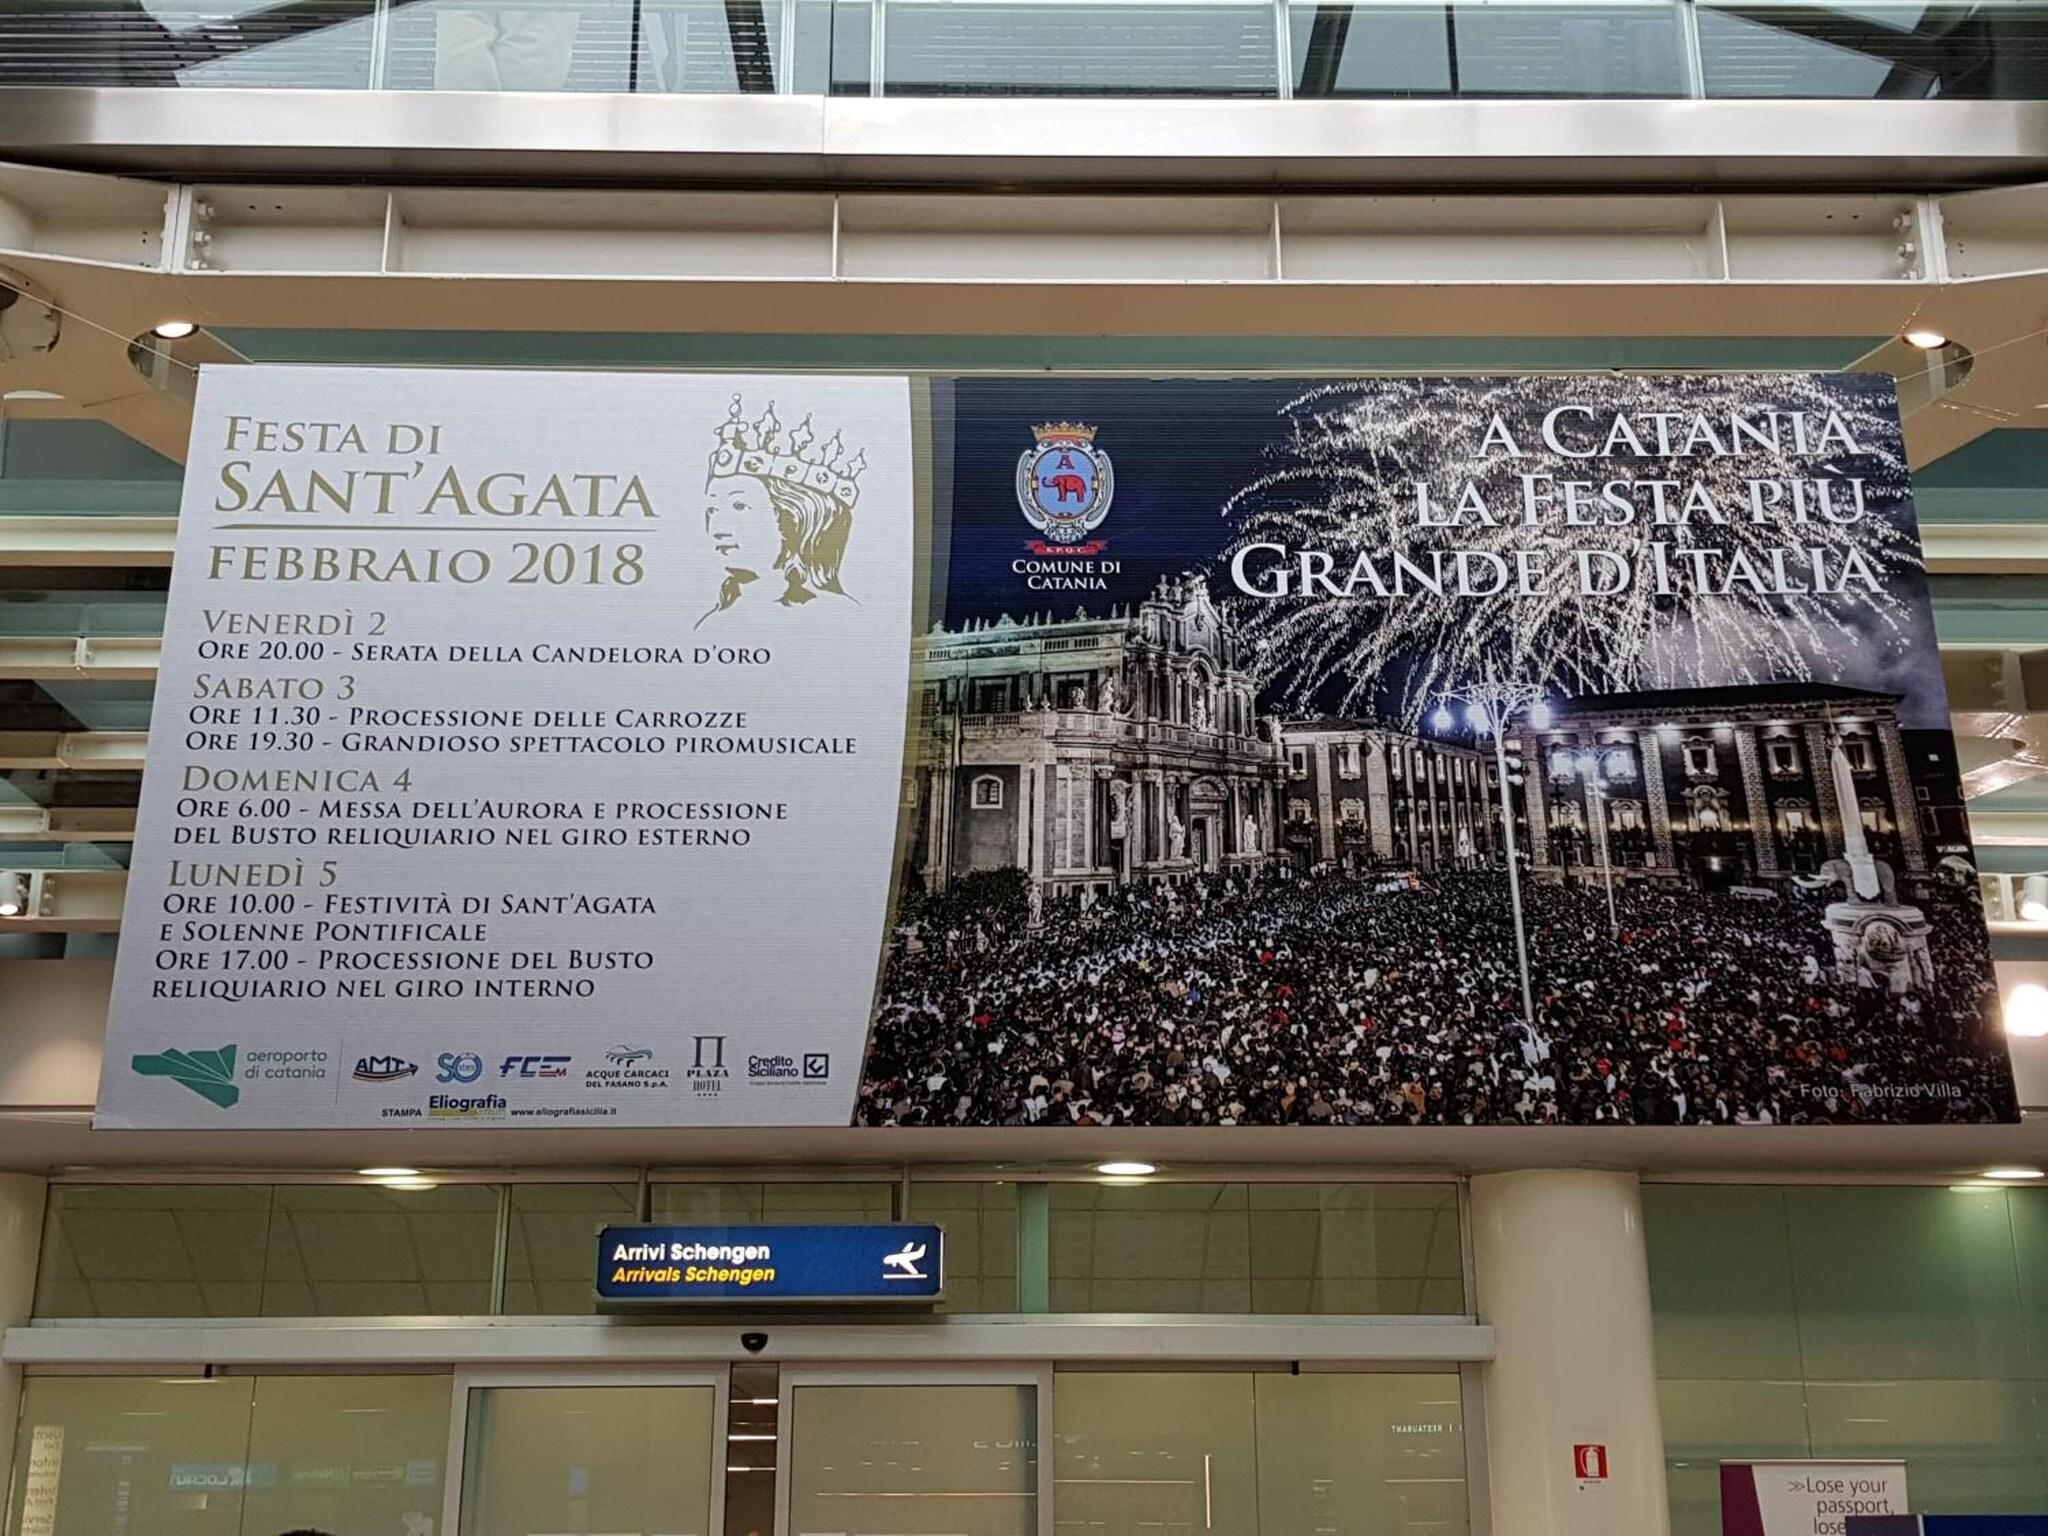 FESTA DI
SANT'AGATA
FEBBRAIO 2018
VENERDÌ 2
ORE 20.00 - SERATA DELLA CANDELORA D'ORO
SABATO 3
ORE 11.30 - PROCESSIONE DELLE CARROZZE
ORE 19.30 - GRANDIOSO SPETTACOLO PIROMUSICALE
DOMENICA 4
ORE 6.00 - MESSA DELL'AURORA E PROCESSIONE
DEL BUSTO RELIQUIARIO NEL GIRO ESTERNO
LUNEDÌ 5
ORE 10.00 - FESTIVITÀ DI SANT'AGATA
E SOLENNE PONTIFICALE
ORE 17.00 - PROCESSIONE DEL BUSTO
RELIQUIARIO NEL GIRO INTERNO
aeroporto
di catania
AMT
FCE
ACQUE CARCACI
DEL FASANO S.p.A.
PLAZA
HOTEL
Credito
Siciliano
STAMPA Eliografia www.eliografiasicilia.it
A
S.P.Q.C.
COMUNE DI
CATANIA
A CATANIA
LA FESTA PIÙ
GRANDE D'ITALIA
Foto: Fabrizio Villa
Arrivi Schengen
Arrivals Schengen
>>Lose your
passport,
lose